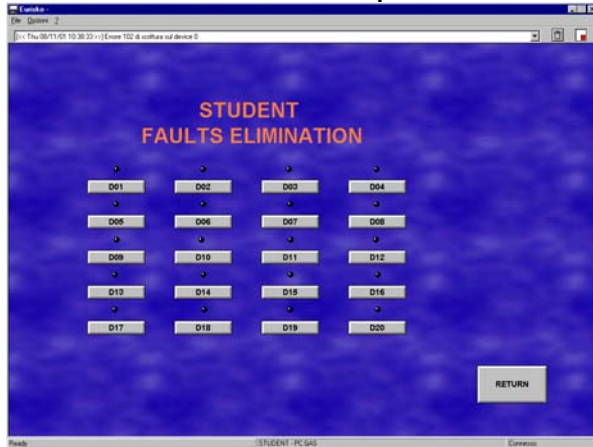 Eurisko -
File Opzioni ?
[>< Thu 08/11/01 10:38:33 ><] Errore 102 di scrittura sul device 0
STUDENT
FAULTS ELIMINATION
D01 D02 D03 D04
D05 D06 D07 D08
D09 D10 D11 D12
D13 D14 D15 D16
D17 D18 D19 D20
RETURN
Ready STUDENT - PC GAS Connesso